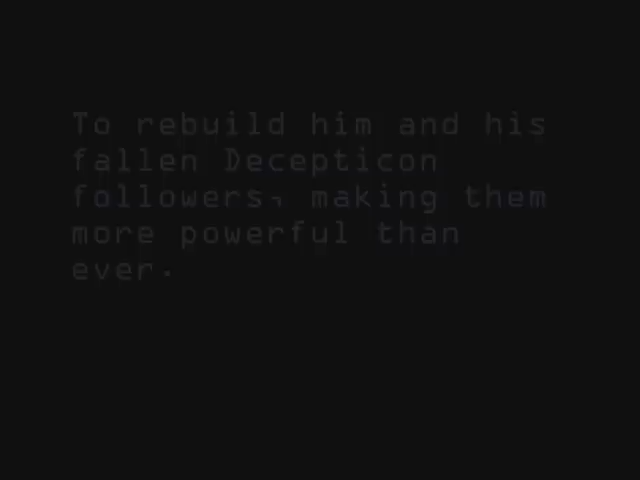 To rebuild him and his
fallen Decepticon
followers, making them
more powerful than
ever.